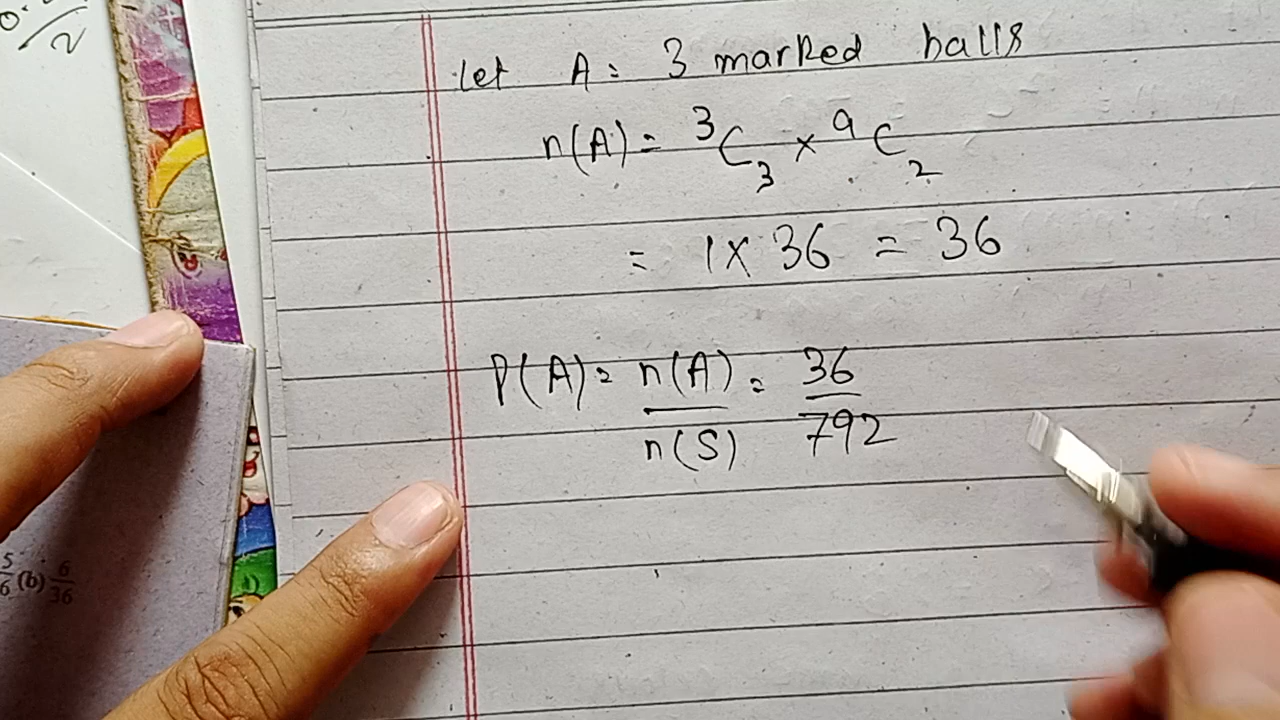 Let A = 3 marked balls
n(A) = ³C₃ × ⁹C₂
= 1 × 36 = 36
P(A) = n(A)/n(S) = 36/792
5/6 (b) 6/36